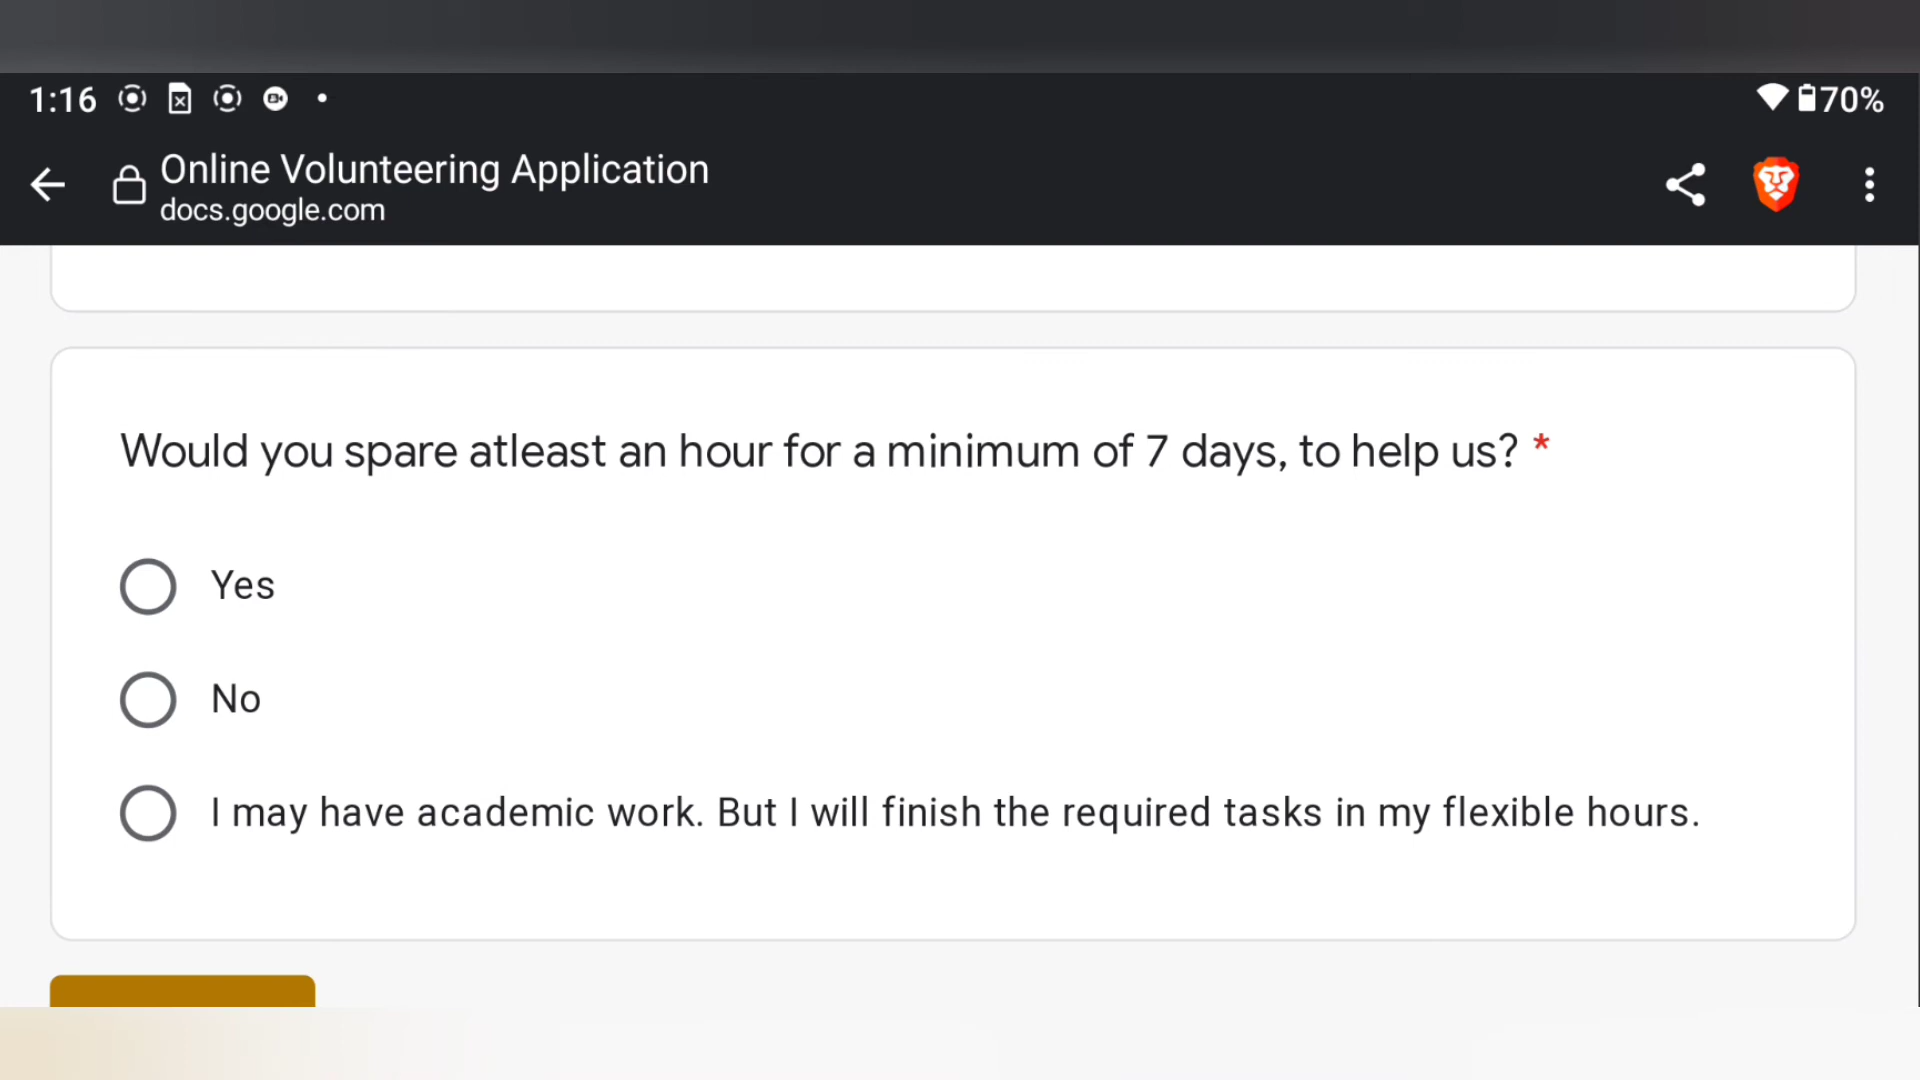 1:16
70%
Online Volunteering Application
docs.google.com
Would you spare atleast an hour for a minimum of 7 days, to help us? *
Yes
No
I may have academic work. But I will finish the required tasks in my flexible hours.